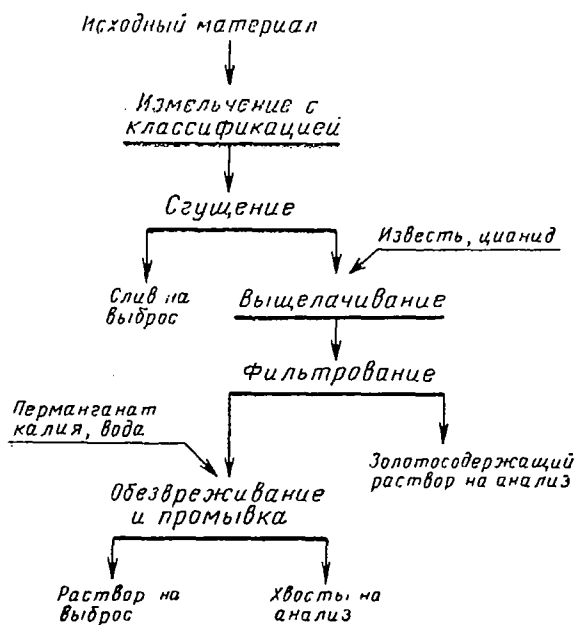 Исходный материал
Измельчение с
классификацией
Сгущение
Известь, цианид
Слив на
выброс
Выщелачивание
Фильтрование
Перманганат
калия, вода
Золотосодержащий
раствор на анализ
Обезвреживание
и промывка
Раствор на
выброс
Хвосты на
анализ